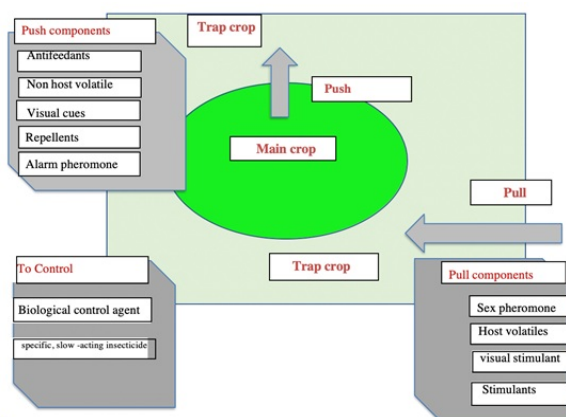 Push components
Antifeedants
Non host volatile
Visual cues
Repellents
Alarm pheromone
Trap crop
Push
Main crop
Pull
Trap crop
To Control
Biological control agent
specific, slow -acting insecticide
Pull components
Sex pheromone
Host volatiles
visual stimulant
Stimulants